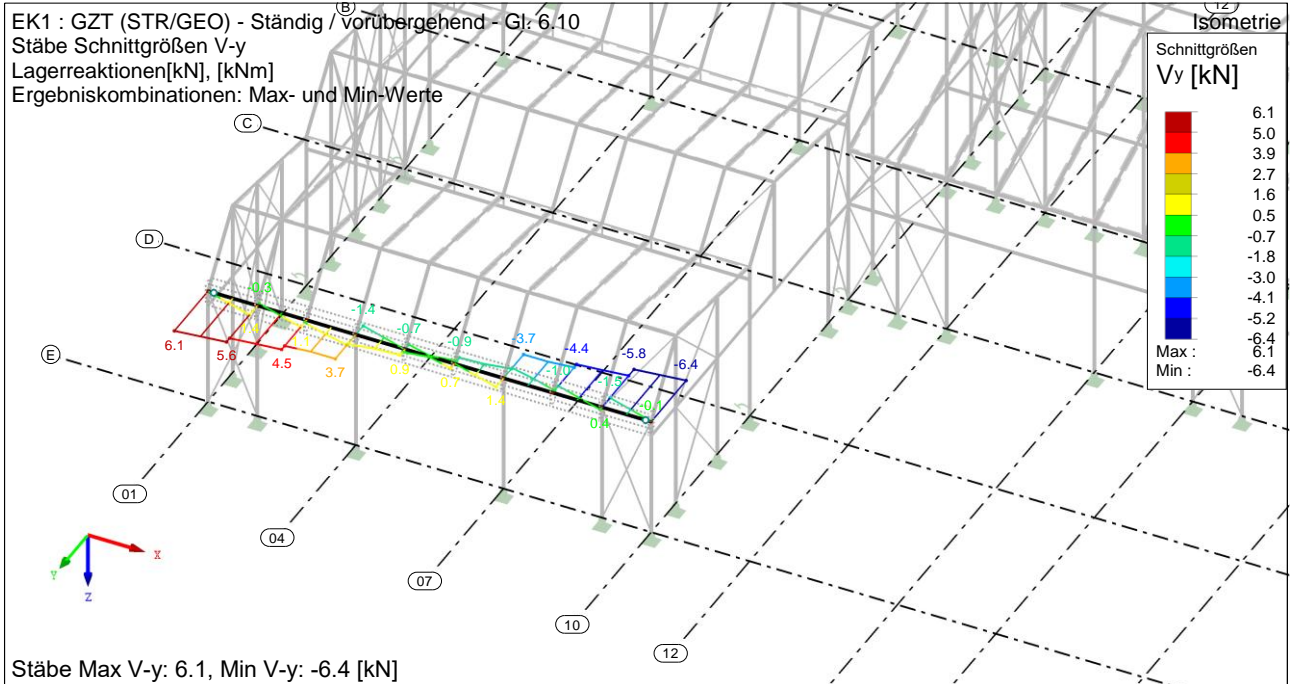 EK1 : GZT (STR/GEO) - Ständig / vorübergehend - Gl. 6.10
Stäbe Schnittgrößen V-y
Lagerreaktionen[kN], [kNm]
Ergebniskombinationen: Max- und Min-Werte
Isometrie
Schnittgrößen
Vy [kN]
6.1
5.0
3.9
2.7
1.6
0.5
-0.7
-1.8
-3.0
-4.1
-5.2
-6.4
Max : 6.1
Min : -6.4
B
12
C
D
E
-0.3
-1.4
-0.7
-0.9
-3.7
-4.4
-5.8
-6.4
6.1
5.6
4.5
3.7
0.9
0.7
1.4
-1.0
-1.5
0.4
-0.1
01
04
07
10
12
X
Y
Z
Stäbe Max V-y: 6.1, Min V-y: -6.4 [kN]